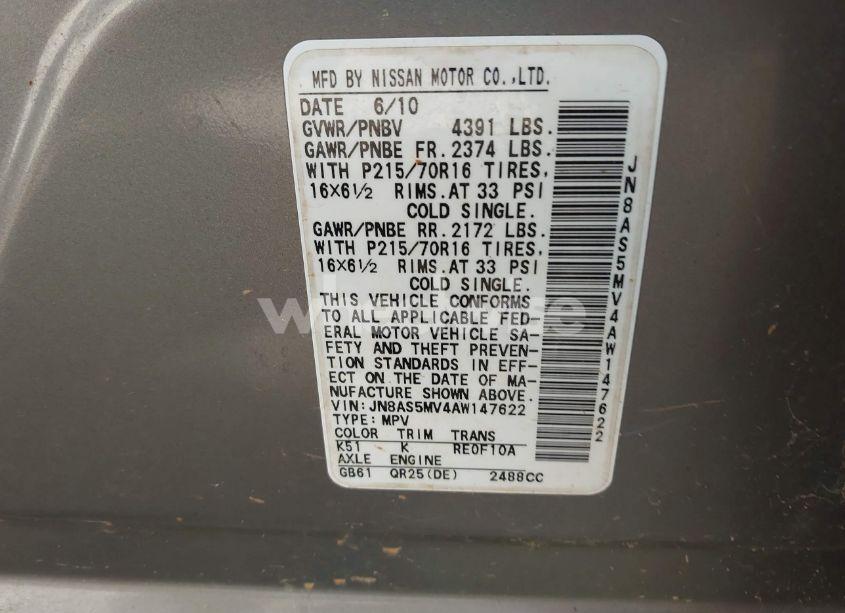 MFD BY NISSAN MOTOR CO.,LTD.
DATE 6/10
GVWR/PNBV 4391 LBS.
GAWR/PNBE FR. 2374 LBS.
WITH P215/70R16 TIRES,
16X6½ RIMS.AT 33 PSI
COLD SINGLE.
GAWR/PNBE RR. 2172 LBS.
WITH P215/70R16 TIRES,
16X6½ RIMS.AT 33 PSI
COLD SINGLE.
THIS VEHICLE CONFORMS
TO ALL APPLICABLE FED-
ERAL MOTOR VEHICLE SA-
FETY AND THEFT PREVEN-
TION STANDARDS IN EFF-
ECT ON THE DATE OF MA-
NUFACTURE SHOWN ABOVE.
VIN:JN8AS5MV4AW147622
TYPE:MPV
COLOR TRIM TRANS
K51 K RE0F10A
AXLE ENGINE
GB61 QR25(DE) 2488CC
JN8AS5MV4AW147622